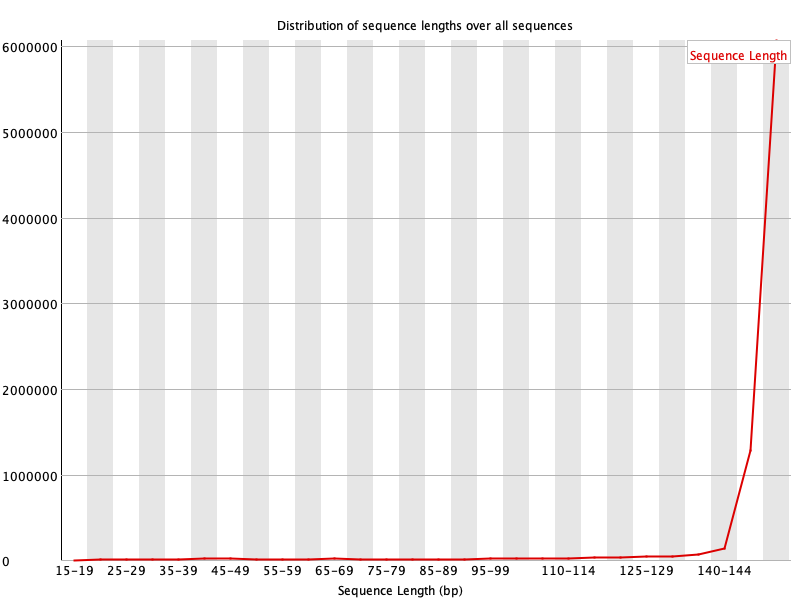 Distribution of sequence lengths over all sequences
6000000
Sequence Length
5000000
4000000
3000000
2000000
1000000
0
15-19 25-29 35-39 45-49 55-59 65-69 75-79 85-89 95-99 110-114 125-129 140-144
Sequence Length (bp)